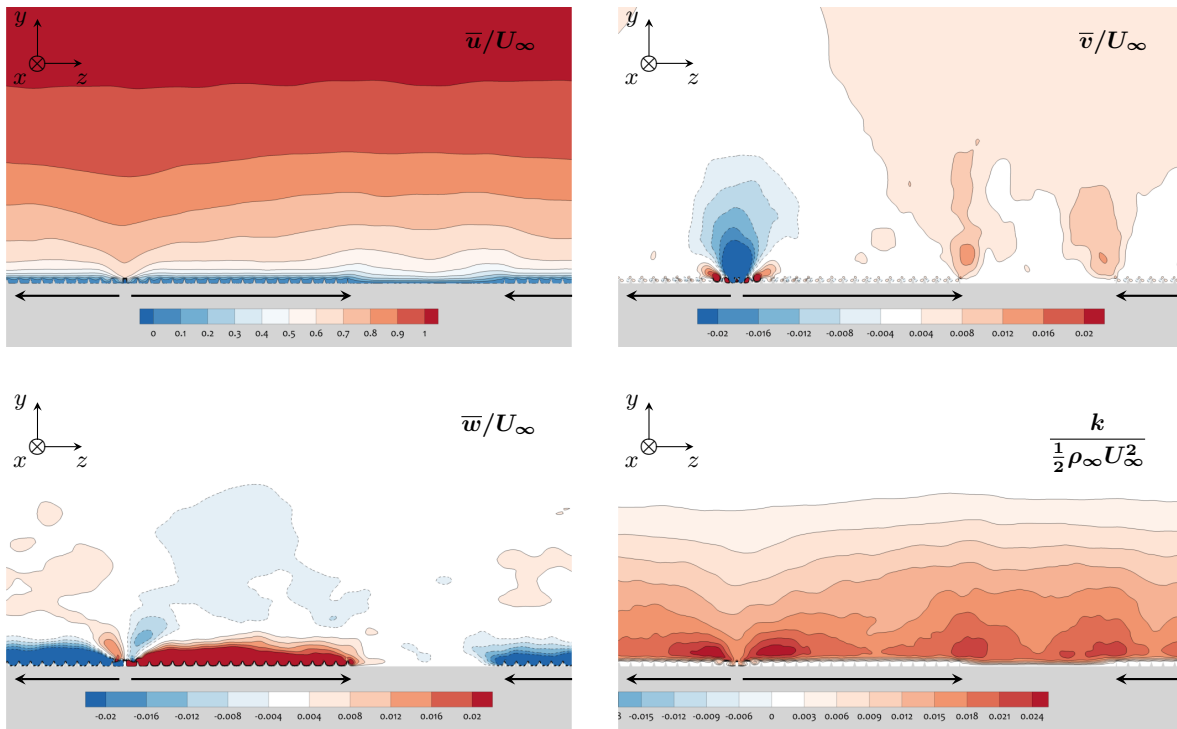 y
x z
u̅/U∞
0 0.1 0.2 0.3 0.4 0.5 0.6 0.7 0.8 0.9 1
y
x z
v̅/U∞
-0.02 -0.016 -0.012 -0.008 -0.004 0.004 0.008 0.012 0.016 0.02
y
x z
w̅/U∞
-0.02 -0.016 -0.012 -0.008 -0.004 0.004 0.008 0.012 0.016 0.02
y
x z
k
½ρ∞U∞²
8 -0.015 -0.012 -0.009 -0.006 0 0.003 0.006 0.009 0.012 0.015 0.018 0.021 0.024